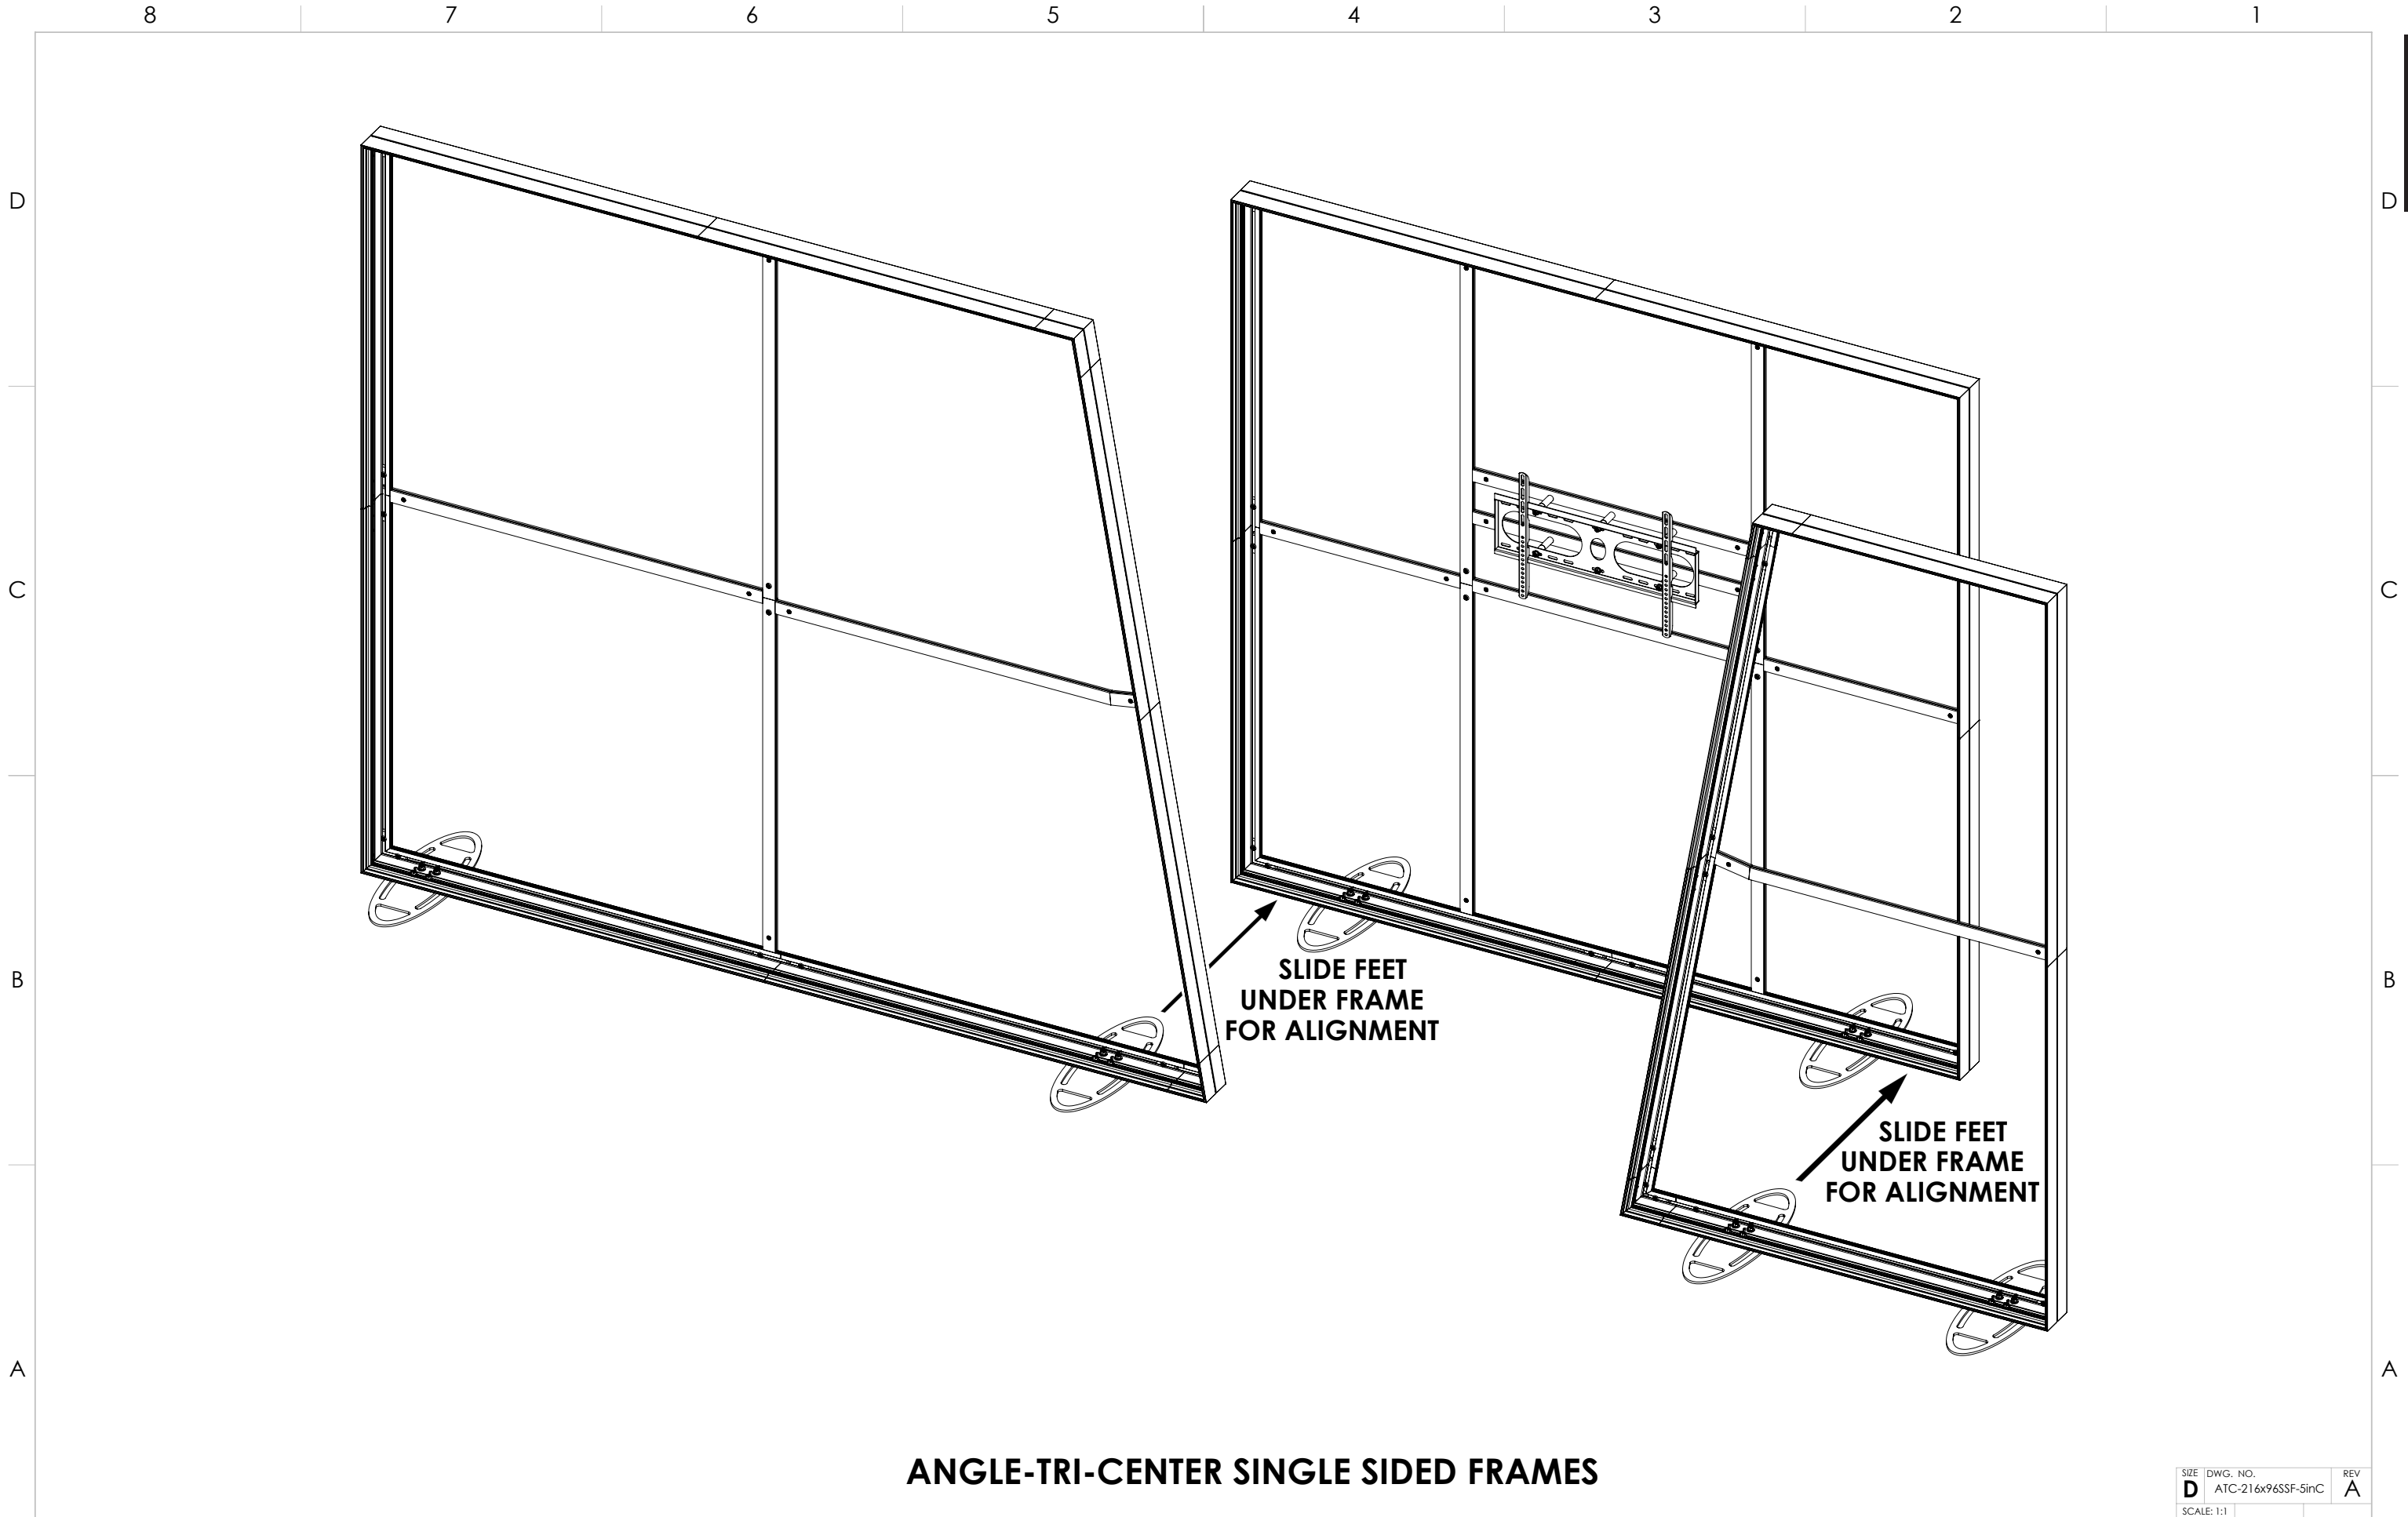 8 7 6 5 4 3 2 1
D D
C C
SLIDE FEET
UNDER FRAME
FOR ALIGNMENT
B B
SLIDE FEET
UNDER FRAME
FOR ALIGNMENT
A A
ANGLE-TRI-CENTER SINGLE SIDED FRAMES
SIZE DWG. NO. REV
D ATC-216x96SSF-5inC A
SCALE: 1:1